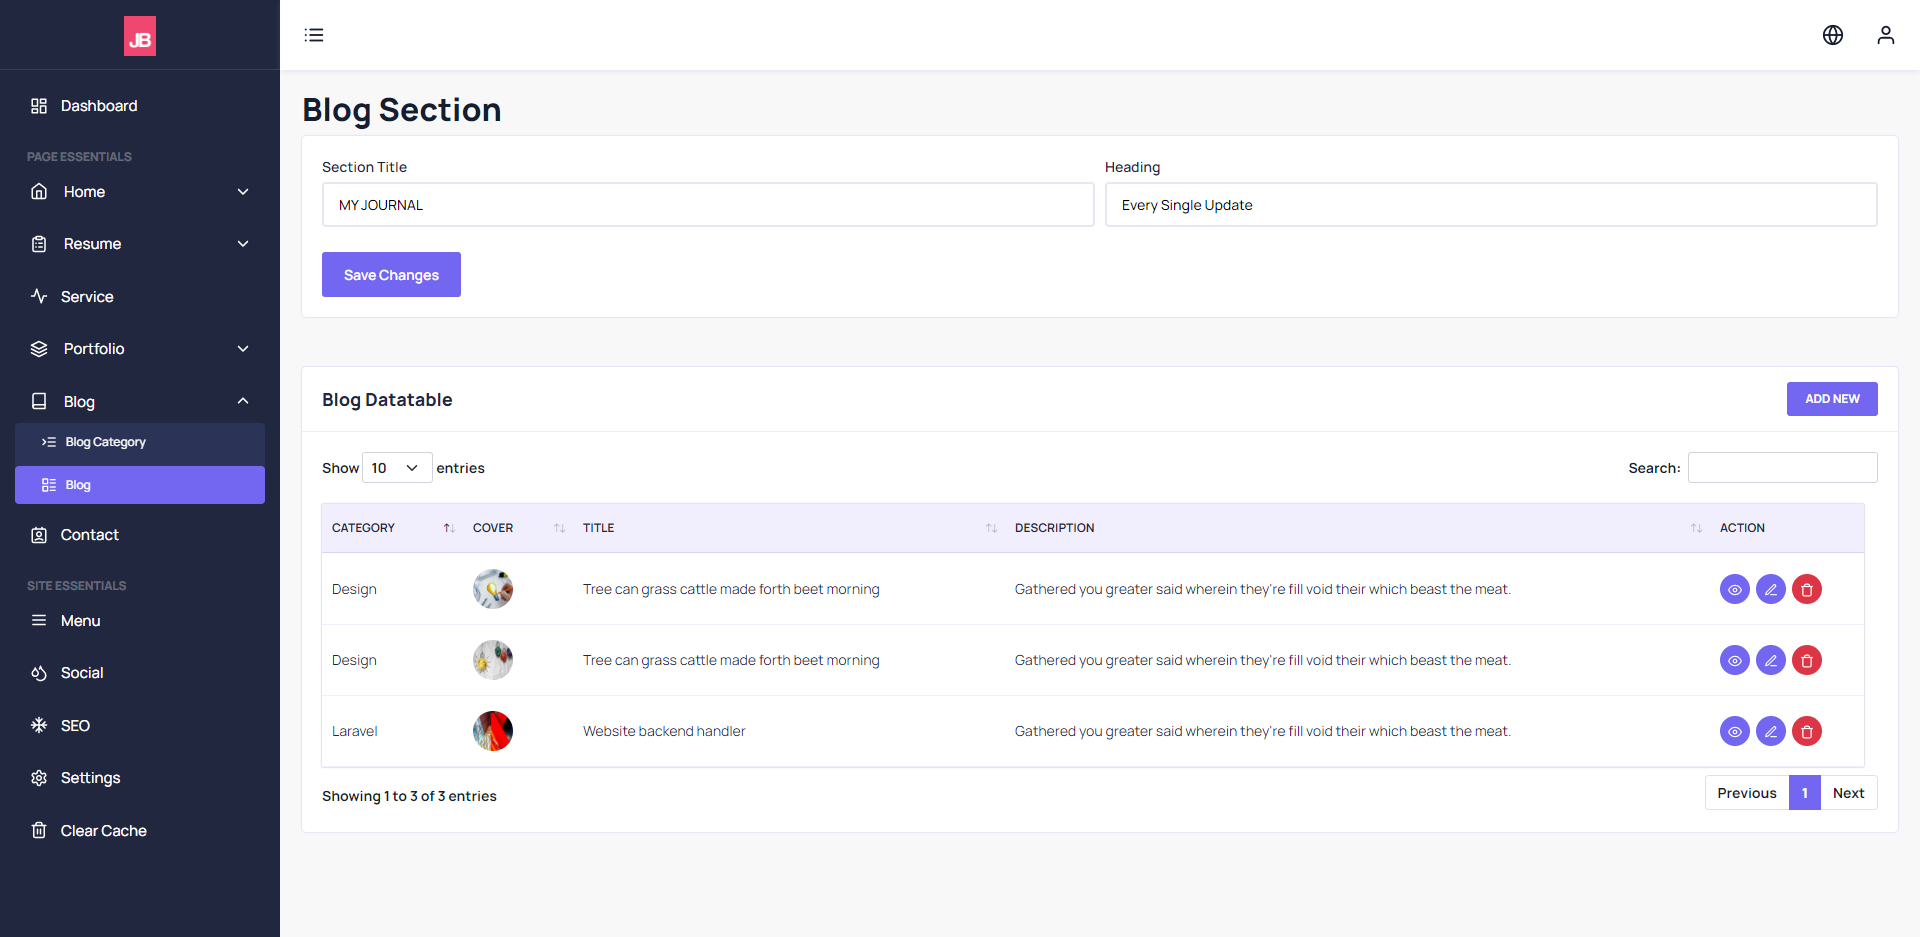 JB
Dashboard
PAGE ESSENTIALS
Home
Resume
Service
Portfolio
Blog
Blog Category
Blog
Contact
SITE ESSENTIALS
Menu
Social
SEO
Settings
Clear Cache
Blog Section
Section Title
MY JOURNAL
Heading
Every Single Update
Save Changes
Blog Datatable
ADD NEW
Show 10 entries
Search:
CATEGORY COVER TITLE DESCRIPTION ACTION
Design Tree can grass cattle made forth beet morning Gathered you greater said wherein they're fill void their which beast the meat.
Design Tree can grass cattle made forth beet morning Gathered you greater said wherein they're fill void their which beast the meat.
Laravel Website backend handler Gathered you greater said wherein they're fill void their which beast the meat.
Showing 1 to 3 of 3 entries
Previous 1 Next